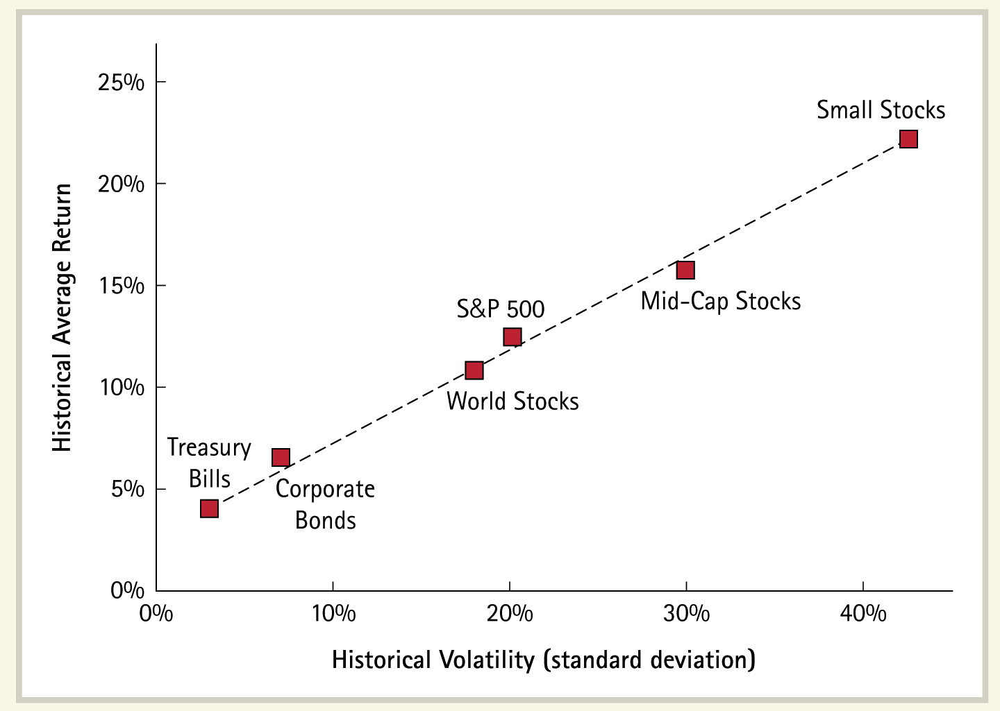 25%
Small Stocks
20%
15%
Mid-Cap Stocks
S&P 500
10%
World Stocks
Treasury
Bills
5%
Corporate
Bonds
0%
0%
10%
20%
30%
40%
Historical Average Return
Historical Volatility (standard deviation)